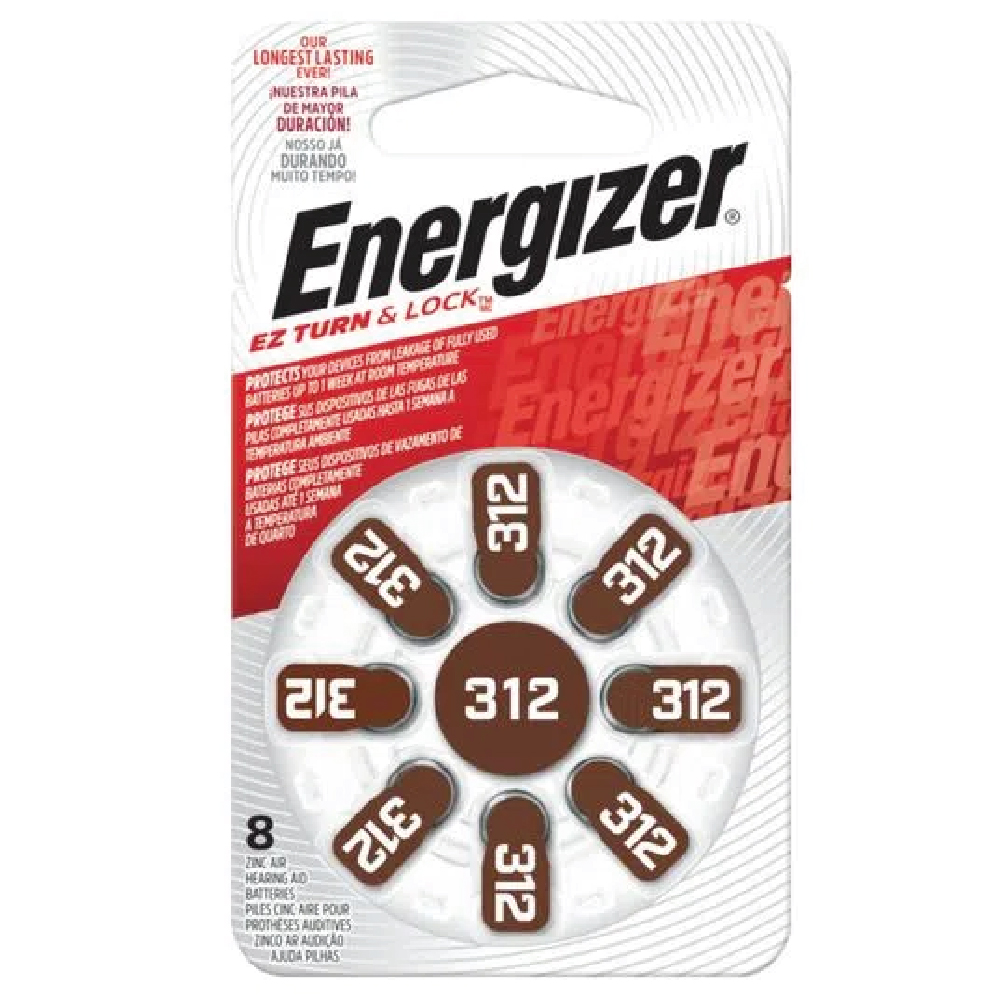 OUR
LONGEST LASTING
EVER!
¡NUESTRA PILA
DE MAYOR
DURACIÓN!
NOSSO JÁ
DURANDO
MUITO TEMPO!
Energizer®
EZ TURN & LOCK™
PROTECTS YOUR DEVICES FROM LEAKAGE OF FULLY USED
BATTERIES UP TO 1 WEEK AT ROOM TEMPERATURE
PROTEGE SUS DISPOSITIVOS DE LAS FUGAS DE LAS
PILAS COMPLETAMENTE USADAS HASTA 1 SEMANA A
TEMPERATURA AMBIENTE
PROTEGE SEUS DISPOSITIVOS DE VAZAMENTO DE
BATERIAS COMPLETAMENTE
USADAS ATÉ 1 SEMANA
A TEMPERATURA
DE QUARTO
Energizer
312
312
312
312
312
312
312
312
312
8
ZINC AIR
HEARING AID
BATTERIES
PILES CINC AIRE POUR
PROTHÈSES AUDITIVES
ZINCO AR AUDIÇÃO
AJUDA PILHAS